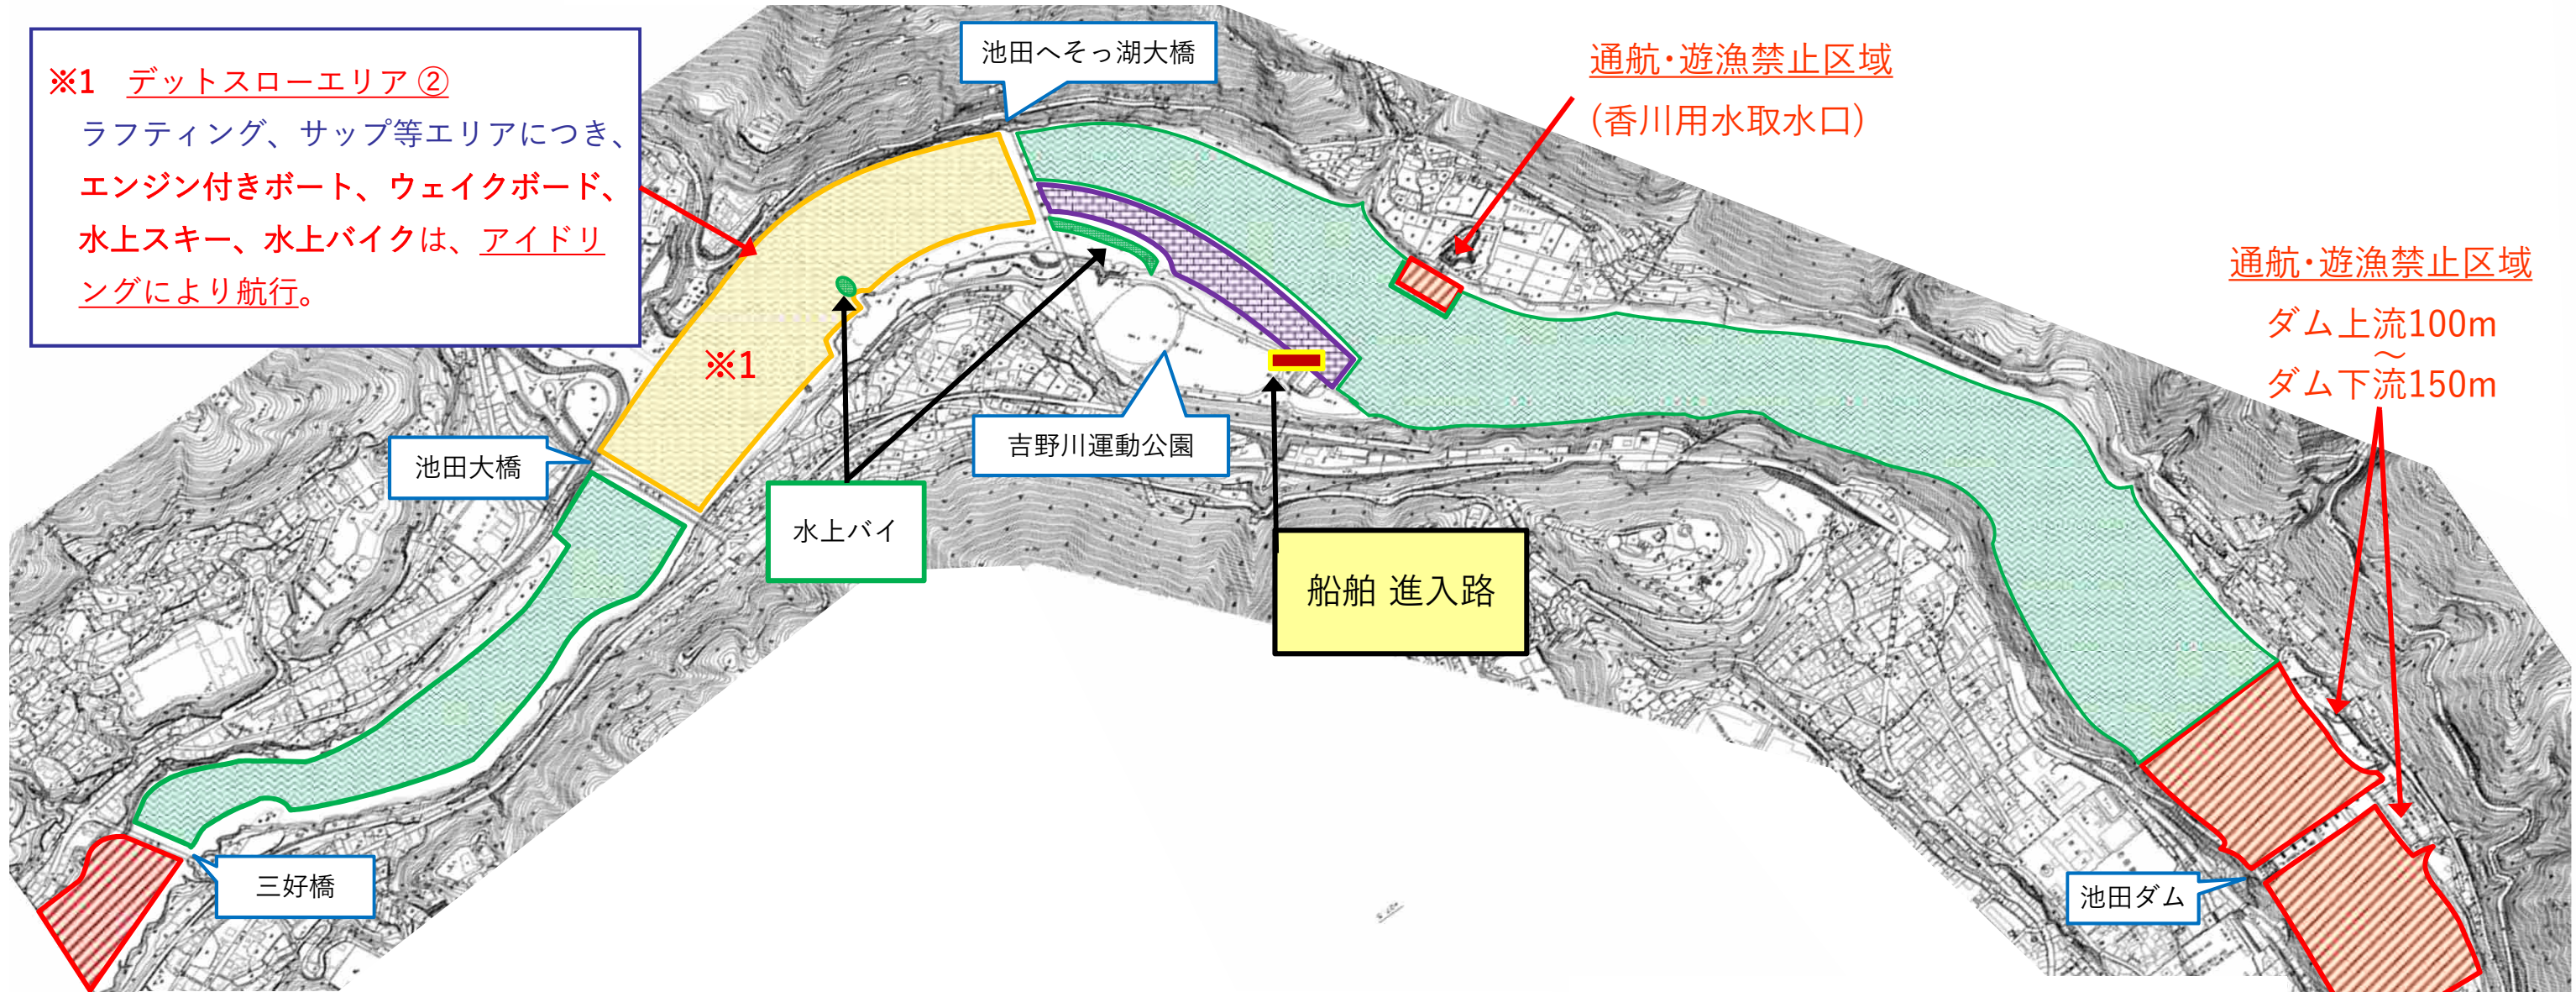 ※1 デットスローエリア ②
ラフティング、サップ等エリアにつき、
エンジン付きボート、ウェイクボード、
水上スキー、水上バイクは、アイドリ
ングにより航行。
池田へそっ湖大橋
通航・遊漁禁止区域
(香川用水取水口)
通航・遊漁禁止区域
ダム上流100m
～
ダム下流150m
※1
池田大橋
吉野川運動公園
水上バイ
船舶 進入路
三好橋
池田ダム